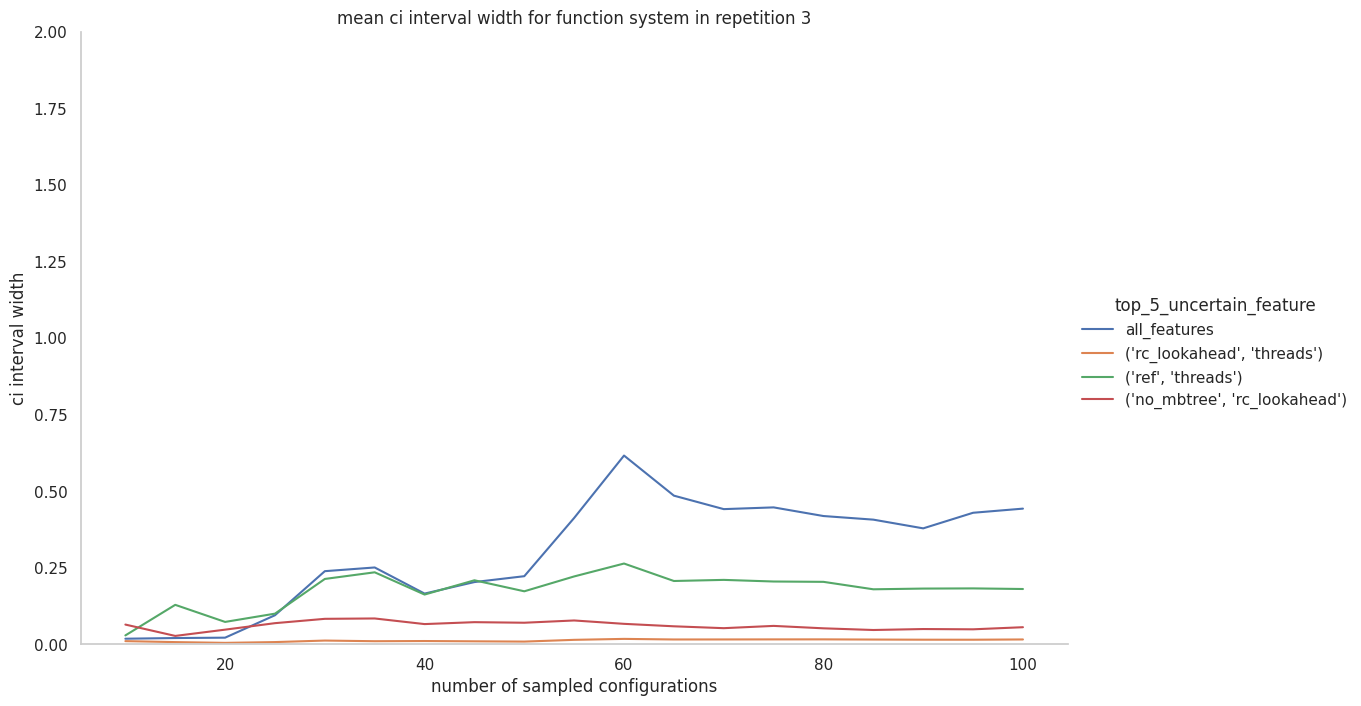 mean ci interval width for function system in repetition 3
2.00
1.75
1.50
1.25
1.00
0.75
0.50
0.25
0.00
ci interval width
20
40
60
80
100
number of sampled configurations
top_5_uncertain_feature
all_features
('rc_lookahead', 'threads')
('ref', 'threads')
('no_mbtree', 'rc_lookahead')